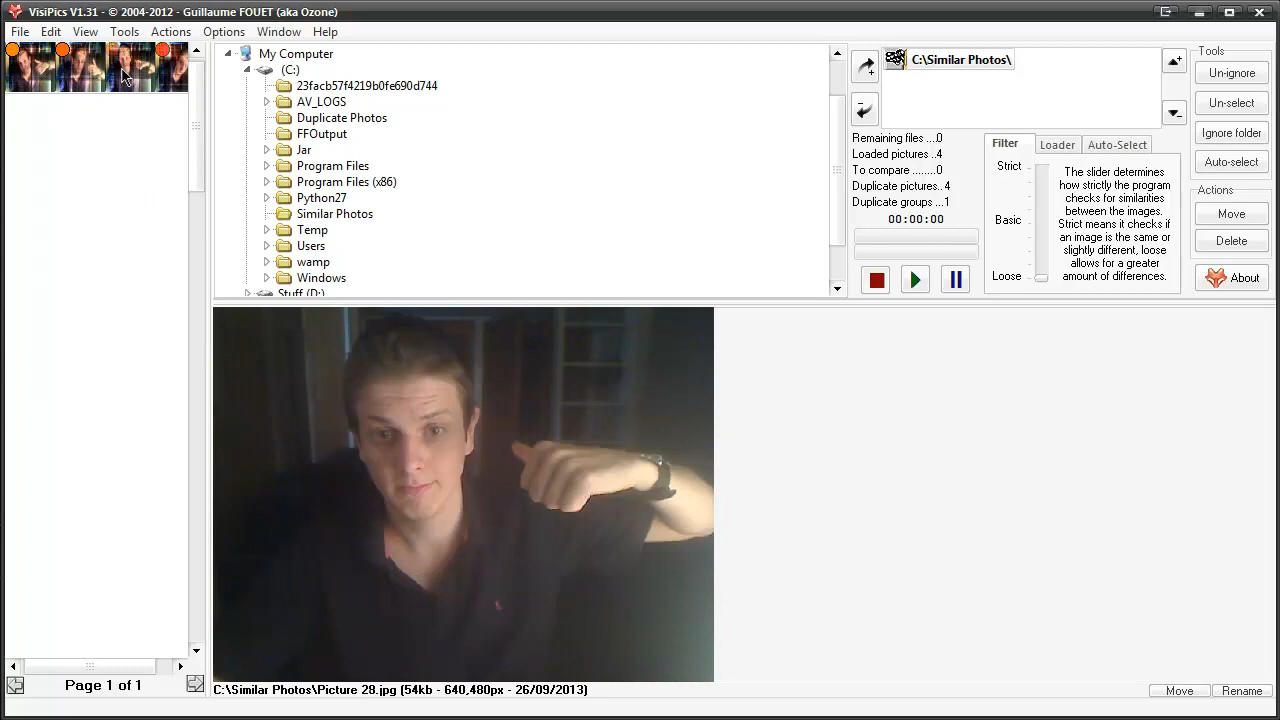 VisiPics V1.31 - © 2004-2012 - Guillaume FOUET (aka Ozone)
File Edit View Tools Actions Options Window Help
My Computer
(C:)
23facb57f4219b0fe690d744
AV_LOGS
Duplicate Photos
FFOutput
Jar
Program Files
Program Files (x86)
Python27
Similar Photos
Temp
Users
wamp
Windows
Stuff (D:)
C:\Similar Photos\
Remaining files ...0
Loaded pictures ..4
To compare ........0
Duplicate pictures..4
Duplicate groups ...1
00:00:00
Filter Loader Auto-Select
Strict
Basic
Loose
The slider determines
how strictly the program
checks for similarities
between the images.
Strict means it checks if
an image is the same or
slightly different, loose
allows for a greater
amount of differences.
Tools
Un-ignore
Un-select
Ignore folder
Auto-select
Actions
Move
Delete
About
C:\Similar Photos\Picture 28.jpg (54kb - 640,480px - 26/09/2013)
Move Rename
Page 1 of 1